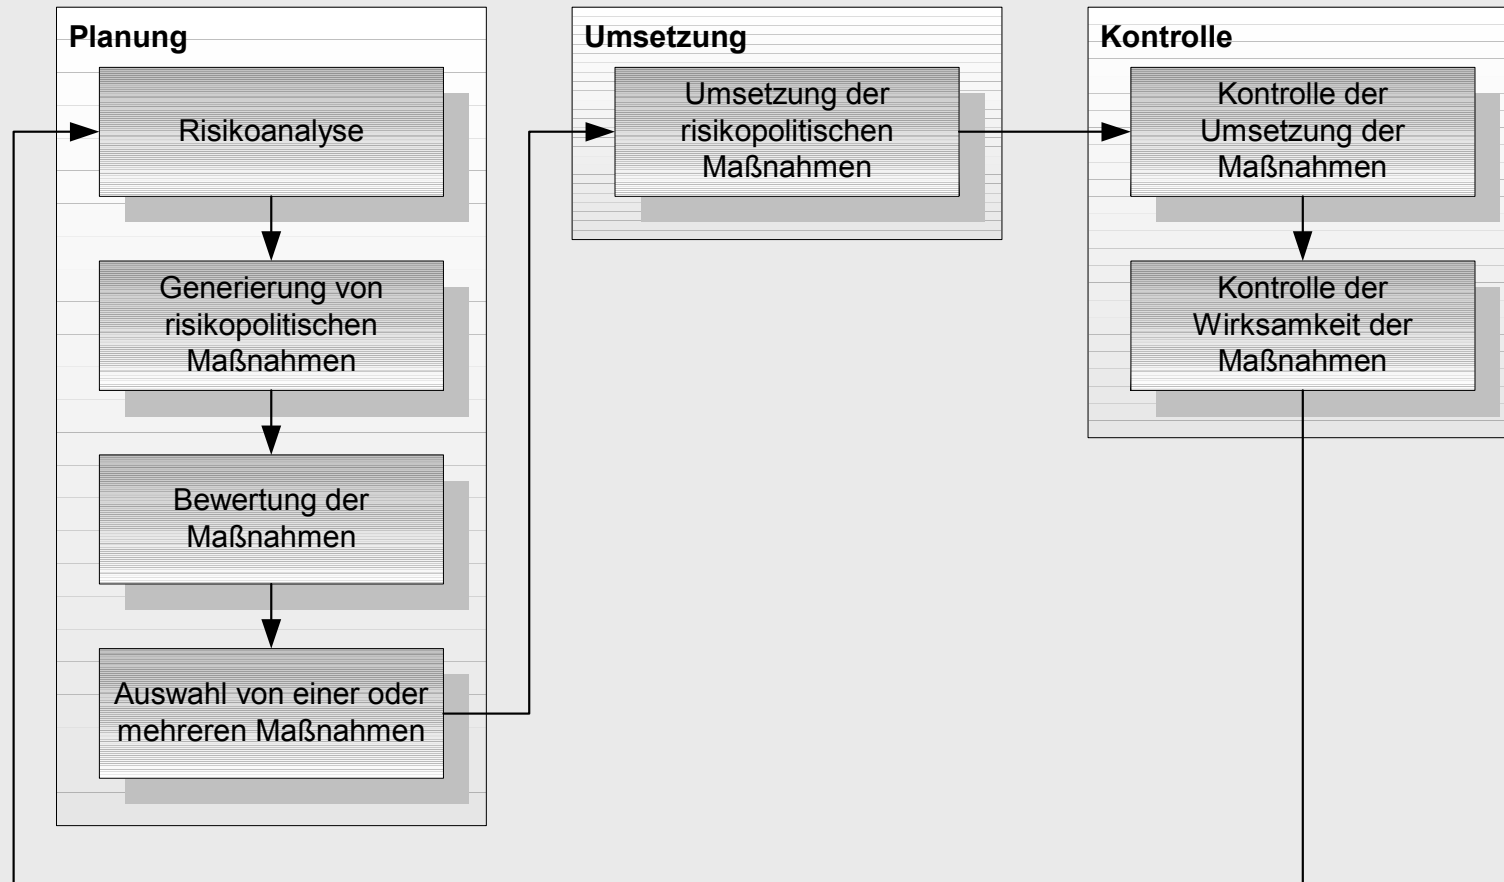 Planung
Risikoanalyse
Generierung von
risikopolitischen
Maßnahmen
Bewertung der
Maßnahmen
Auswahl von einer oder
mehreren Maßnahmen
Umsetzung
Umsetzung der
risikopolitischen
Maßnahmen
Kontrolle
Kontrolle der
Umsetzung der
Maßnahmen
Kontrolle der
Wirksamkeit der
Maßnahmen